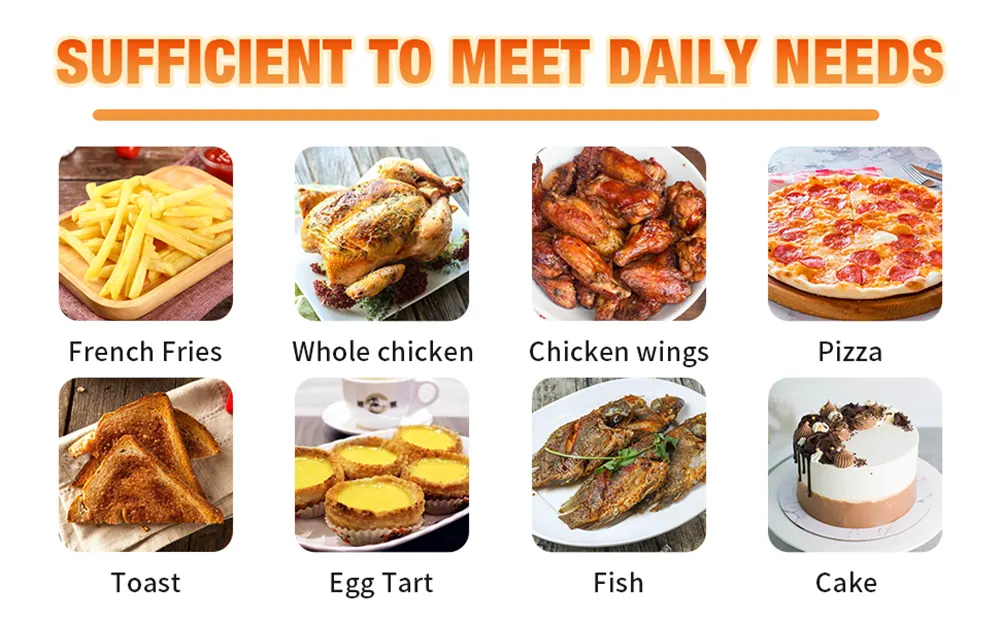 SUFFICIENT TO MEET DAILY NEEDS
French Fries
Whole chicken
Chicken wings
Pizza
Toast
Egg Tart
Fish
Cake